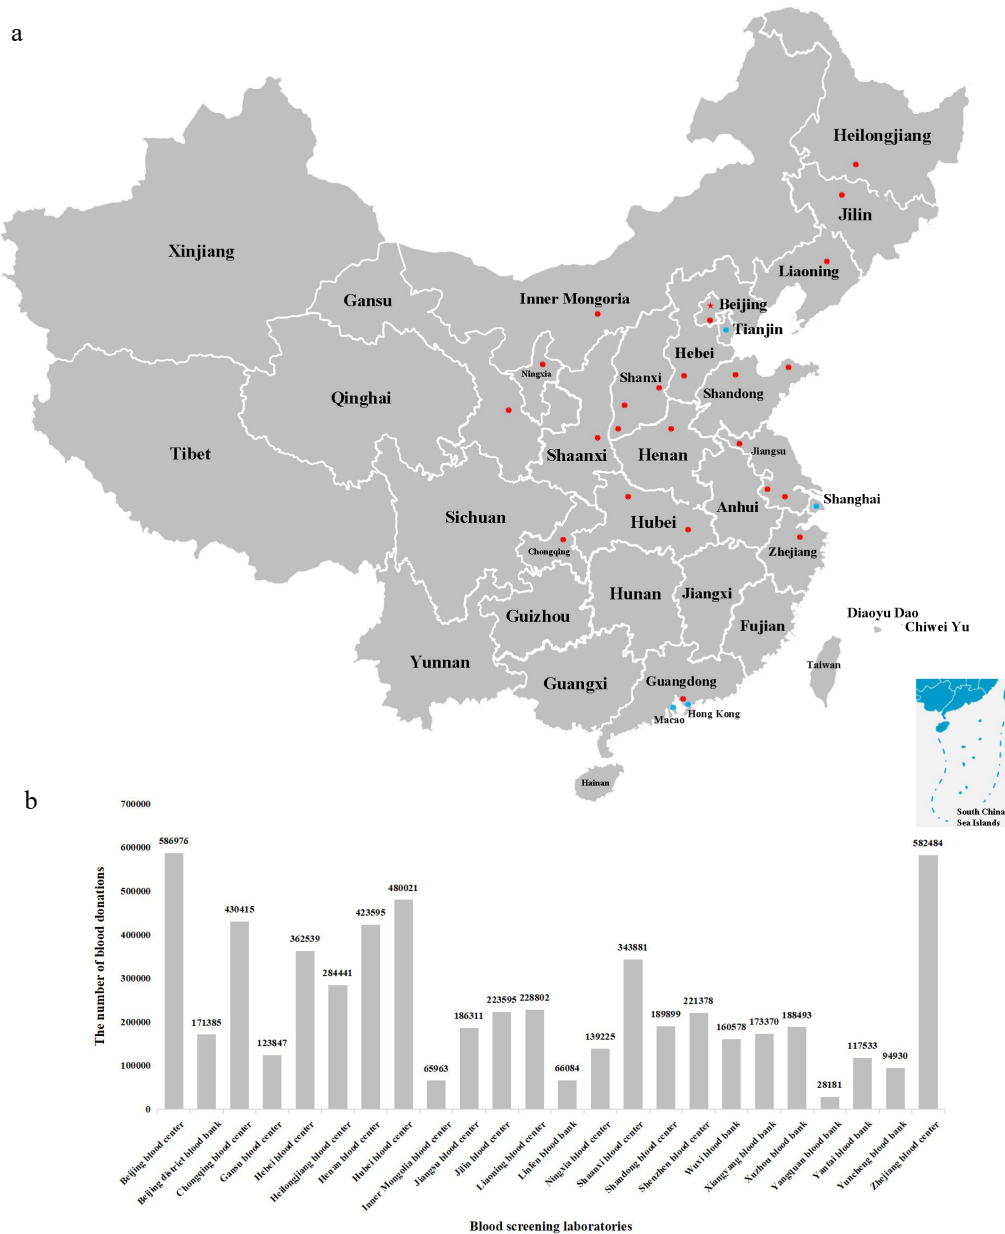 a
Heilongjiang
Jilin
Xinjiang
Liaoning
Gansu
Inner Mongoria
Beijing
Tianjin
Hebei
Ningxia
Shanxi
Shandong
Qinghai
Tibet
Shaanxi
Henan
Jiangsu
Shanghai
Anhui
Sichuan
Hubei
Chongqing
Zhejiang
Hunan
Jiangxi
Guizhou
Diaoyu Dao
Chiwei Yu
Fujian
Yunnan
Taiwan
Guangxi
Guangdong
Hong Kong
Macao
Hainan
South China
Sea Islands
b
The number of blood donations
700000
600000
500000
400000
300000
200000
100000
0
586976
171385
430415
123847
362539
284441
423595
480021
65963
186311
223595
228802
66084
139225
343881
189899
221378
160578
173370
188493
28181
117533
94930
582484
Beijing blood center
Beijing district blood bank
Chongqing blood center
Gansu blood center
Hebei blood center
Heilongjiang blood center
Henan blood center
Hubei blood center
Inner Mongolia blood center
Jiangsu blood center
Jilin blood center
Liaoning blood center
Linfen blood bank
Ningxia blood center
Shaanxi blood center
Shandong blood center
Shenzhen blood center
Wuxi blood bank
Xiangyang blood bank
Xuzhou blood bank
Yangquan blood bank
Yantai blood bank
Yuncheng blood bank
Zhejiang blood center
Blood screening laboratories